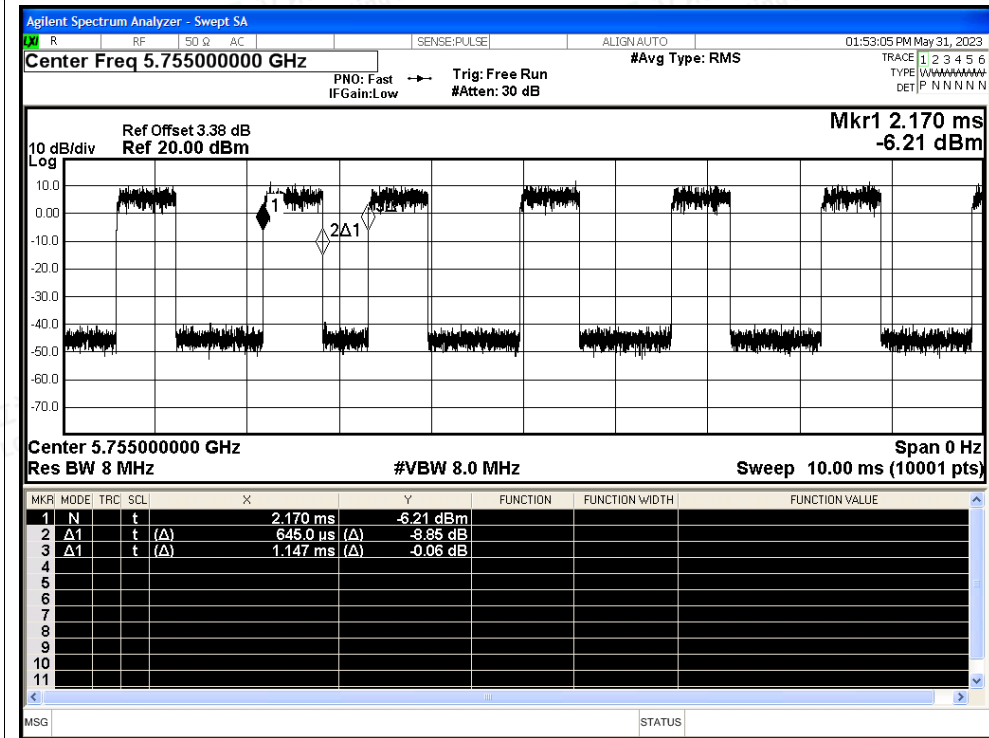 Agilent Spectrum Analyzer - Swept SA
LXI R RF 50 Ω AC SENSE:PULSE ALIGN AUTO 01:53:05 PM May 31, 2023
Center Freq 5.755000000 GHz #Avg Type: RMS TRACE 1 2 3 4 5 6
PNO: Fast Trig: Free Run TYPE W
IFGain:Low #Atten: 30 dB DET P N N N N N
Mkr1 2.170 ms
Ref Offset 3.38 dB
10 dB/div Ref 20.00 dBm -6.21 dBm
Log
10.0
0.00
1
3Δ1
2Δ1
-10.0
-20.0
-30.0
-40.0
-50.0
-60.0
-70.0
Center 5.755000000 GHz Span 0 Hz
Res BW 8 MHz #VBW 8.0 MHz Sweep 10.00 ms (10001 pts)
MKR MODE TRC SCL X Y FUNCTION FUNCTION WIDTH FUNCTION VALUE
1 N t 2.170 ms -6.21 dBm
2 Δ1 t (Δ) 645.0 µs (Δ) -8.85 dB
3 Δ1 t (Δ) 1.147 ms (Δ) -0.06 dB
4
5
6
7
8
9
10
11
MSG STATUS